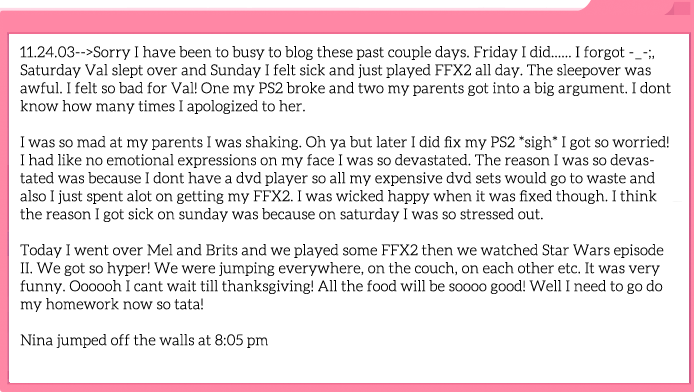 11.24.03-->Sorry I have been to busy to blog these past couple days. Friday I did...... I forgot -_-;,
Saturday Val slept over and Sunday I felt sick and just played FFX2 all day. The sleepover was
awful. I felt so bad for Val! One my PS2 broke and two my parents got into a big argument. I dont
know how many times I apologized to her.
I was so mad at my parents I was shaking. Oh ya but later I did fix my PS2 *sigh* I got so worried!
I had like no emotional expressions on my face I was so devastated. The reason I was so devas-
tated was because I dont have a dvd player so all my expensive dvd sets would go to waste and
also I just spent alot on getting my FFX2. I was wicked happy when it was fixed though. I think
the reason I got sick on sunday was because on saturday I was so stressed out.
Today I went over Mel and Brits and we played some FFX2 then we watched Star Wars episode
II. We got so hyper! We were jumping everywhere, on the couch, on each other etc. It was very
funny. Oooooh I cant wait till thanksgiving! All the food will be soooo good! Well I need to go do
my homework now so tata!
Nina jumped off the walls at 8:05 pm